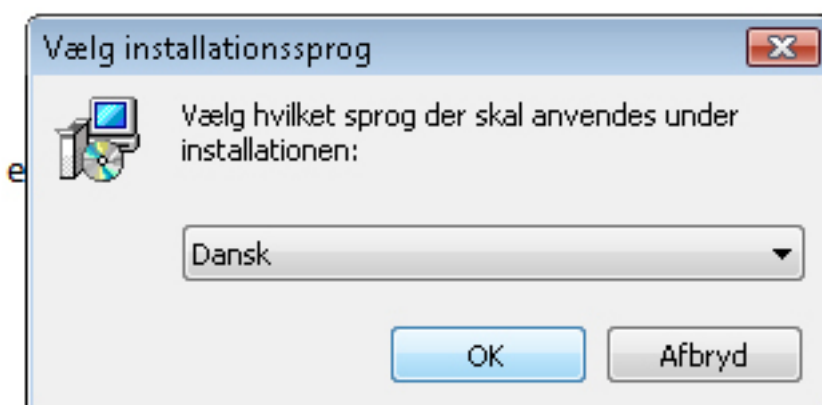 Vælg installationssprog
Vælg hvilket sprog der skal anvendes under
installationen:
e
Dansk
OK
Afbryd